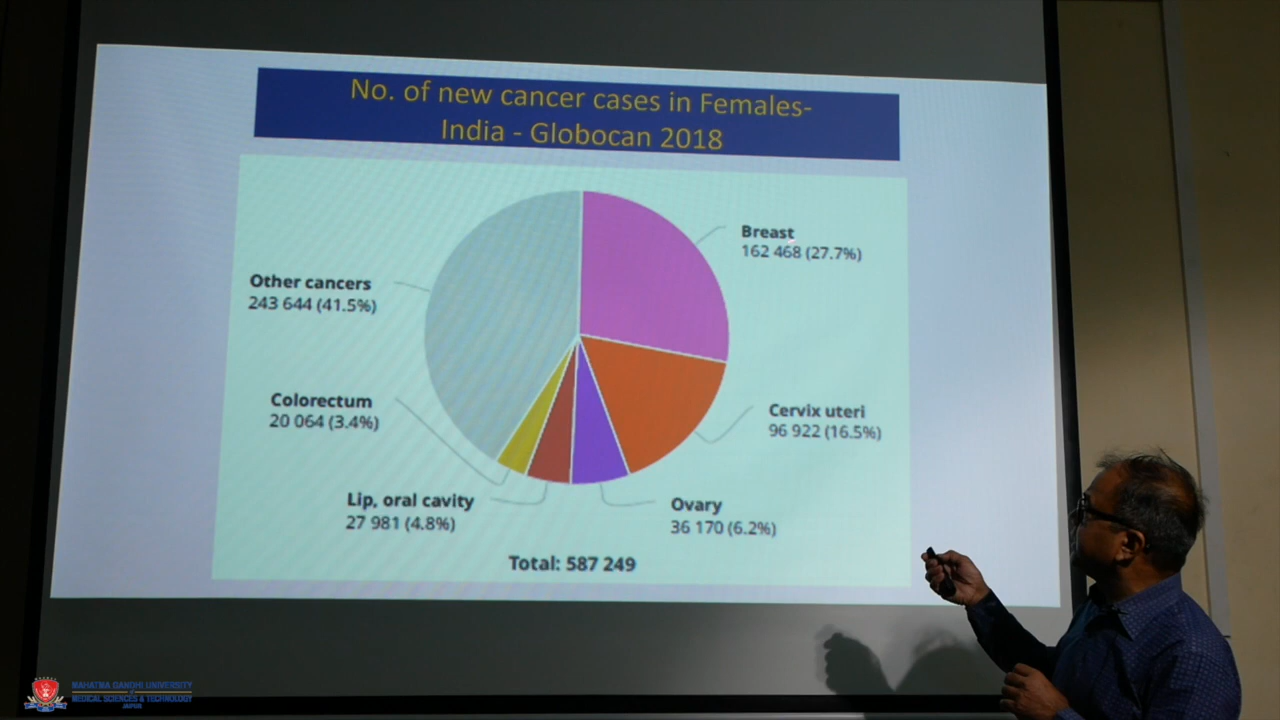 No. of new cancer cases in Females-
India - Globocan 2018
Breast
162 468 (27.7%)
Other cancers
243 644 (41.5%)
Colorectum
20 064 (3.4%)
Cervix uteri
96 922 (16.5%)
Lip, oral cavity
27 981 (4.8%)
Ovary
36 170 (6.2%)
Total: 587 249
MAHATMA GANDHI UNIVERSITY
of
MEDICAL SCIENCES & TECHNOLOGY
JAIPUR